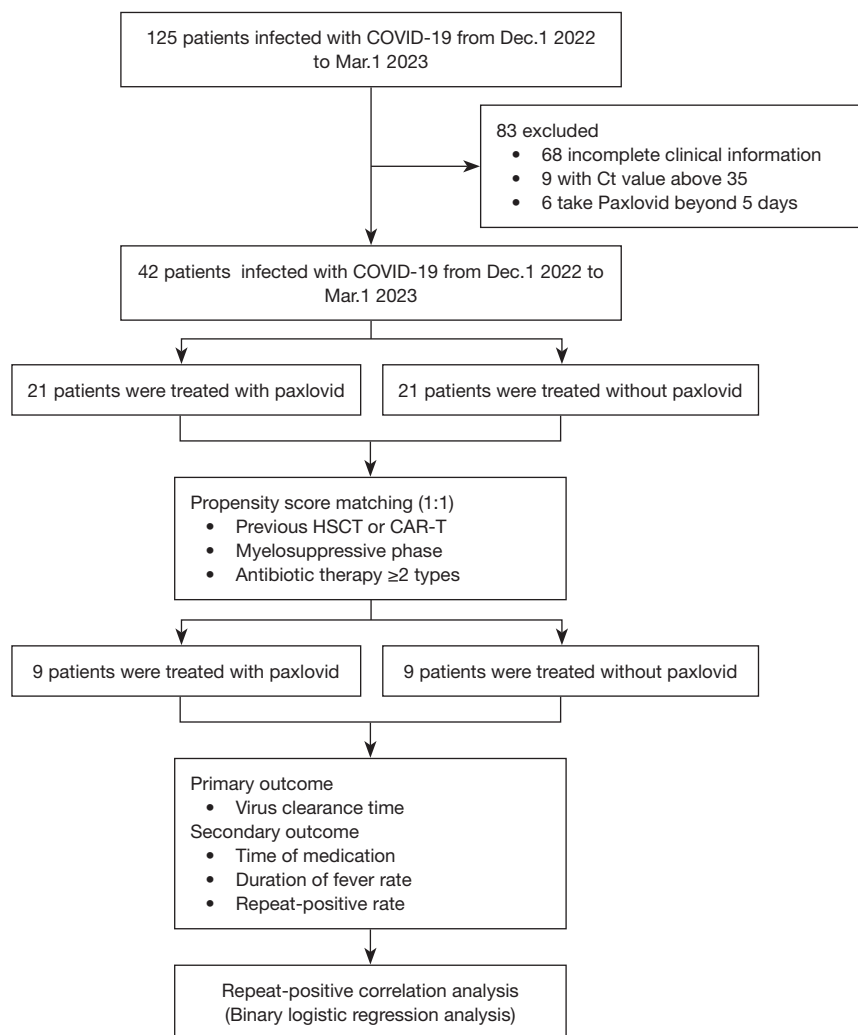 125 patients infected with COVID-19 from Dec.1 2022
to Mar.1 2023
83 excluded
• 68 incomplete clinical information
• 9 with Ct value above 35
• 6 take Paxlovid beyond 5 days
42 patients infected with COVID-19 from Dec.1 2022 to
Mar.1 2023
21 patients were treated with paxlovid
21 patients were treated without paxlovid
Propensity score matching (1:1)
• Previous HSCT or CAR-T
• Myelosuppressive phase
• Antibiotic therapy ≥2 types
9 patients were treated with paxlovid
9 patients were treated without paxlovid
Primary outcome
• Virus clearance time
Secondary outcome
• Time of medication
• Duration of fever rate
• Repeat-positive rate
Repeat-positive correlation analysis
(Binary logistic regression analysis)